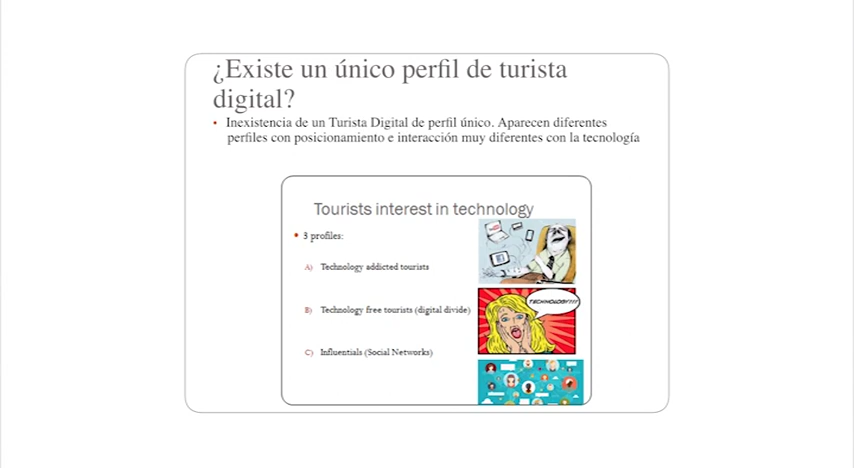 ¿Existe un único perfil de turista
digital?
• Inexistencia de un Turista Digital de perfil único. Aparecen diferentes
perfiles con posicionamiento e interacción muy diferentes con la tecnología
Tourists interest in technology
• 3 profiles:
A) Technology addicted tourists
B) Technology free tourists (digital divide)
C) Influentials (Social Networks)
TECHNOLOGY???